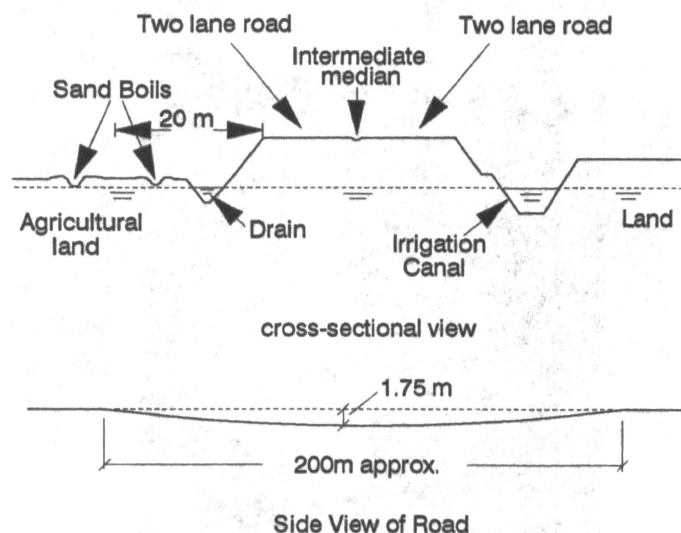 Two lane road
Two lane road
Intermediate
median
Sand Boils
20 m
Agricultural
land
Drain
Irrigation
Canal
Land
cross-sectional view
1.75 m
200m approx.
Side View of Road